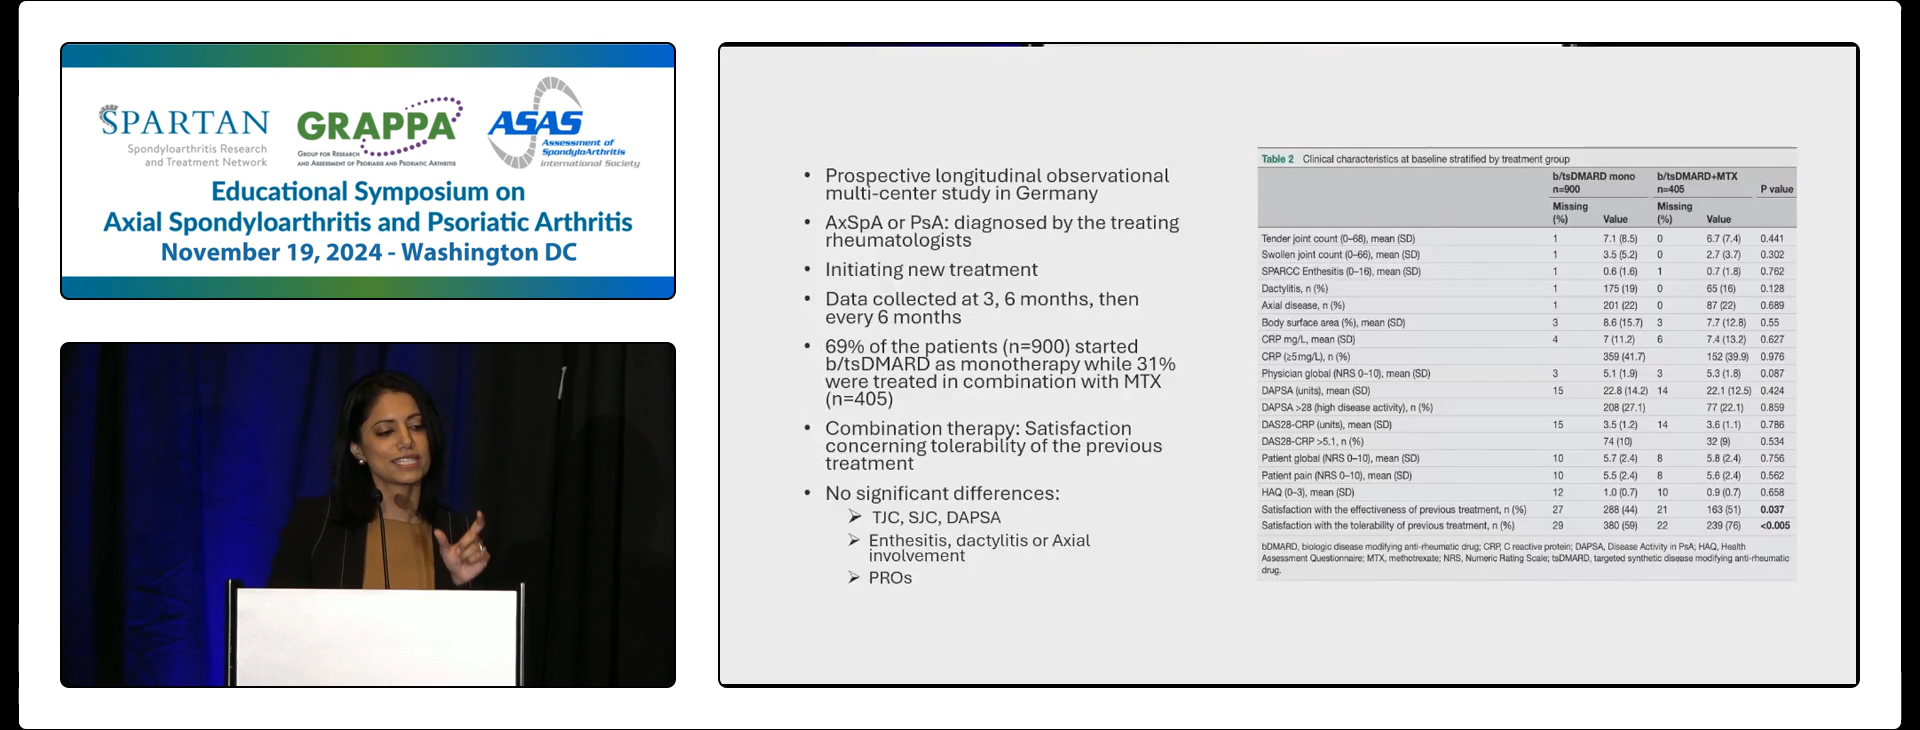 SPARTAN
Spondyloarthritis Research
and Treatment Network
GRAPPA
GROUP FOR RESEARCH
AND ASSESSMENT OF PSORIASIS AND PSORIATIC ARTHRITIS
ASAS
Assessment of
SpondyloArthritis
international Society
Educational Symposium on
Axial Spondyloarthritis and Psoriatic Arthritis
November 19, 2024 - Washington DC
• Prospective longitudinal observational
multi-center study in Germany
• AxSpA or PsA: diagnosed by the treating
rheumatologists
• Initiating new treatment
• Data collected at 3, 6 months, then
every 6 months
• 69% of the patients (n=900) started
b/tsDMARD as monotherapy while 31%
were treated in combination with MTX
(n=405)
• Combination therapy: Satisfaction
concerning tolerability of the previous
treatment
• No significant differences:
➢ TJC, SJC, DAPSA
➢ Enthesitis, dactylitis or Axial
involvement
➢ PROs
Table 2 Clinical characteristics at baseline stratified by treatment group
b/tsDMARD mono b/tsDMARD+MTX
n=900 n=405 P value
Missing Missing
(%) Value (%) Value
Tender joint count (0–68), mean (SD) 1 7.1 (8.5) 0 6.7 (7.4) 0.441
Swollen joint count (0–66), mean (SD) 1 3.5 (5.2) 0 2.7 (3.7) 0.302
SPARCC Enthesitis (0–16), mean (SD) 1 0.6 (1.6) 1 0.7 (1.8) 0.762
Dactylitis, n (%) 1 175 (19) 0 65 (16) 0.128
Axial disease, n (%) 1 201 (22) 0 87 (22) 0.689
Body surface area (%), mean (SD) 3 8.6 (15.7) 3 7.7 (12.8) 0.55
CRP mg/L, mean (SD) 4 7 (11.2) 6 7.4 (13.2) 0.627
CRP (≥5 mg/L), n (%) 359 (41.7) 152 (39.9) 0.976
Physician global (NRS 0–10), mean (SD) 3 5.1 (1.9) 3 5.3 (1.8) 0.087
DAPSA (units), mean (SD) 15 22.8 (14.2) 14 22.1 (12.5) 0.424
DAPSA >28 (high disease activity), n (%) 208 (27.1) 77 (22.1) 0.859
DAS28-CRP (units), mean (SD) 15 3.5 (1.2) 14 3.6 (1.1) 0.786
DAS28-CRP >5.1, n (%) 74 (10) 32 (9) 0.534
Patient global (NRS 0–10), mean (SD) 10 5.7 (2.4) 8 5.8 (2.4) 0.756
Patient pain (NRS 0–10), mean (SD) 10 5.5 (2.4) 8 5.6 (2.4) 0.562
HAQ (0–3), mean (SD) 12 1.0 (0.7) 10 0.9 (0.7) 0.658
Satisfaction with the effectiveness of previous treatment, n (%) 27 288 (44) 21 163 (51) 0.037
Satisfaction with the tolerability of previous treatment, n (%) 29 380 (59) 22 239 (76) <0.005
bDMARD, biologic disease modifying anti-rheumatic drug; CRP, C reactive protein; DAPSA, Disease Activity in PsA; HAQ, Health
Assessment Questionnaire; MTX, methotrexate; NRS, Numeric Rating Scale; tsDMARD, targeted synthetic disease modifying anti-rheumatic
drug.